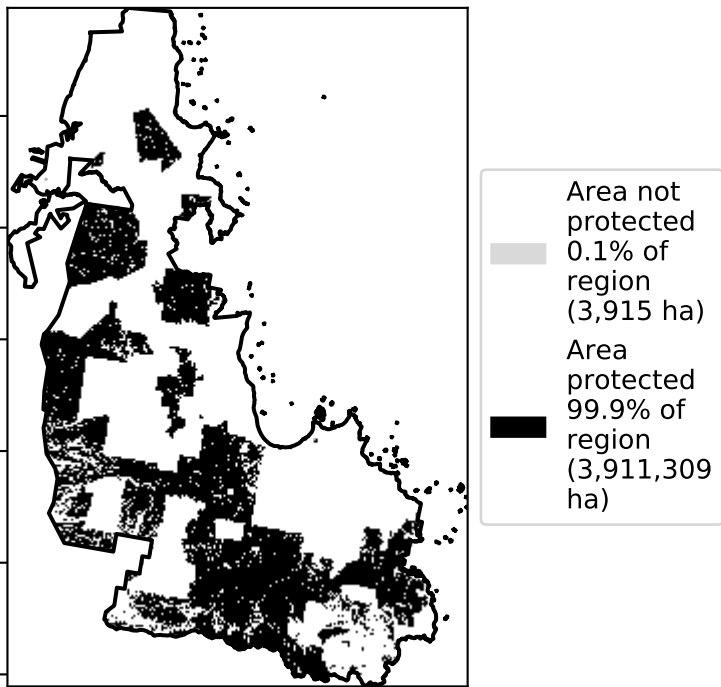 Area not
protected
0.1% of
region
(3,915 ha)
Area
protected
99.9% of
region
(3,911,309
ha)